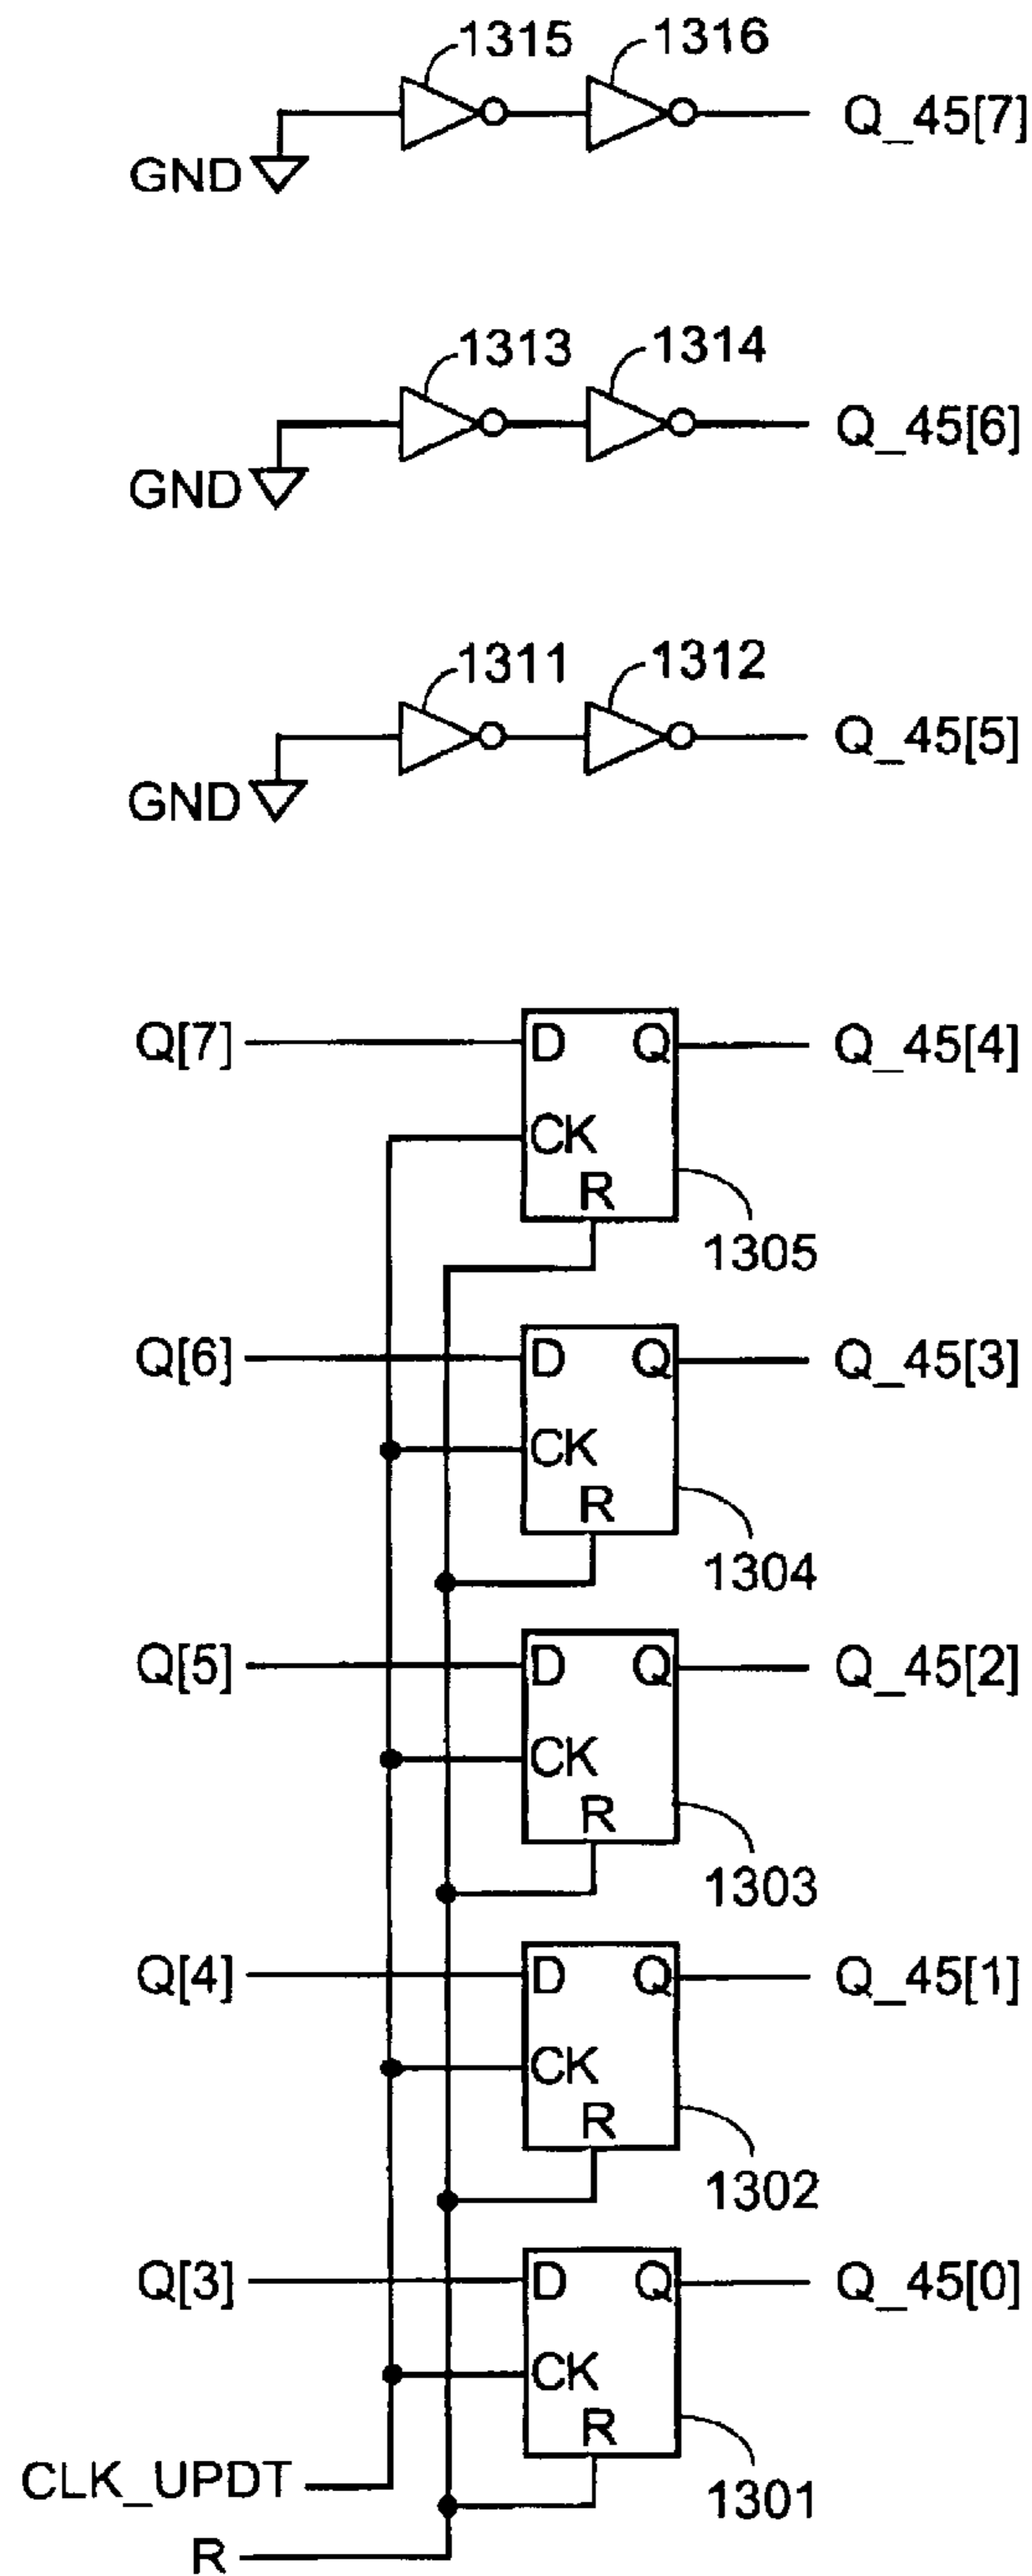 1315 1316
Q_45[7]
GND
1313 1314
Q_45[6]
GND
1311 1312
Q_45[5]
GND
Q[7] D Q Q_45[4]
CK
R
1305
Q[6] D Q Q_45[3]
CK
R
1304
Q[5] D Q Q_45[2]
CK
R
1303
Q[4] D Q Q_45[1]
CK
R
1302
Q[3] D Q Q_45[0]
CK
R
CLK_UPDT 1301
R